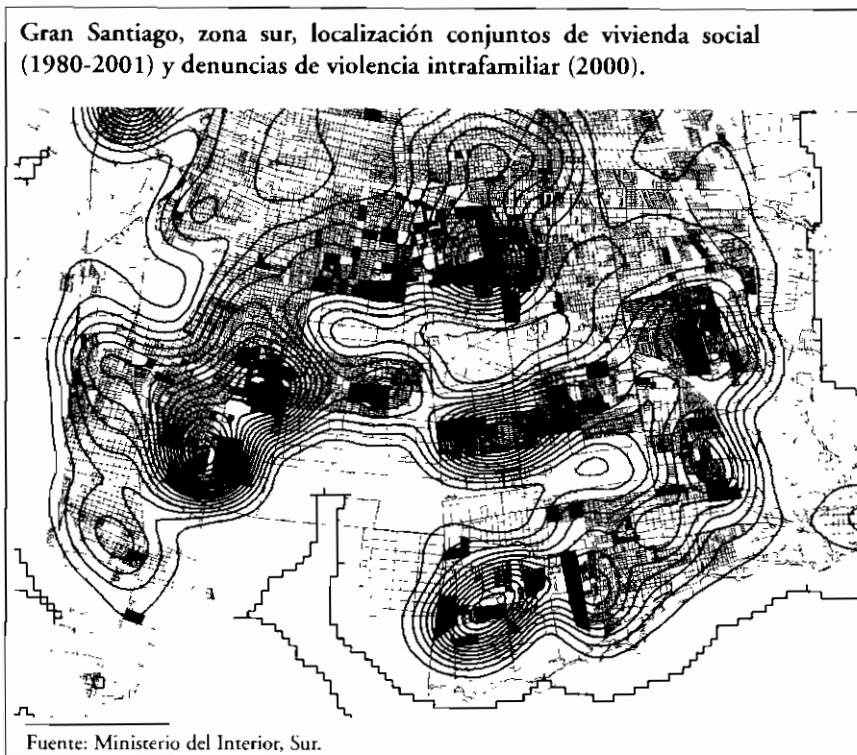 Gran Santiago, zona sur, localización conjuntos de vivienda social
(1980-2001) y denuncias de violencia intrafamiliar (2000).
Fuente: Ministerio del Interior, Sur.